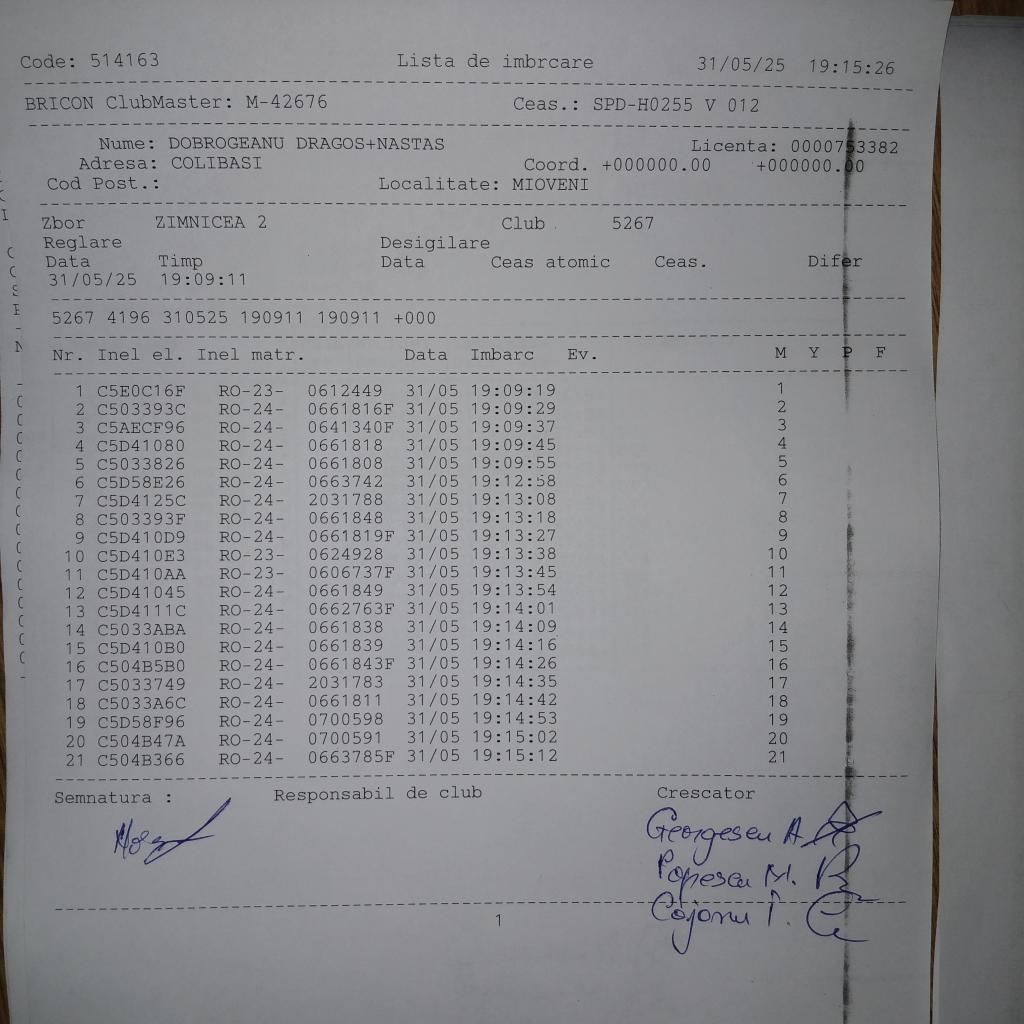 Code: 514163 Lista de imbrcare 31/05/25 19:15:26
BRICON ClubMaster: M-42676 Ceas.: SPD-H0255 V 012
Nume: DOBROGEANU DRAGOS+NASTAS Licenta: 0000753382
Adresa: COLIBASI Coord. +000000.00 +000000.00
Cod Post.: Localitate: MIOVENI
Zbor ZIMNICEA 2 Club 5267
Reglare Desigilare
Data Timp Data Ceas atomic Ceas. Difer
31/05/25 19:09:11
5267 4196 310525 190911 190911 +000
Nr. Inel el. Inel matr. Data Imbarc Ev. M Y P F
1 C5E0C16F RO-23- 0612449 31/05 19:09:19 1
2 C503393C RO-24- 0661816F 31/05 19:09:29 2
3 C5AECF96 RO-24- 0641340F 31/05 19:09:37 3
4 C5D41080 RO-24- 0661818 31/05 19:09:45 4
5 C5033826 RO-24- 0661808 31/05 19:09:55 5
6 C5D58E26 RO-24- 0663742 31/05 19:12:58 6
7 C5D4125C RO-24- 2031788 31/05 19:13:08 7
8 C503393F RO-24- 0661848 31/05 19:13:18 8
9 C5D410D9 RO-24- 0661819F 31/05 19:13:27 9
10 C5D410E3 RO-23- 0624928 31/05 19:13:38 10
11 C5D410AA RO-23- 0606737F 31/05 19:13:45 11
12 C5D41045 RO-24- 0661849 31/05 19:13:54 12
13 C5D4111C RO-24- 0662763F 31/05 19:14:01 13
14 C5033ABA RO-24- 0661838 31/05 19:14:09 14
15 C5D410B0 RO-24- 0661839 31/05 19:14:16 15
16 C504B5B0 RO-24- 0661843F 31/05 19:14:26 16
17 C5033749 RO-24- 2031783 31/05 19:14:35 17
18 C5033A6C RO-24- 0661811 31/05 19:14:42 18
19 C5D58F96 RO-24- 0700598 31/05 19:14:53 19
20 C504B47A RO-24- 0700591 31/05 19:15:02 20
21 C504B366 RO-24- 0663785F 31/05 19:15:12 21
Semnatura : Responsabil de club Crescator
Georgescu A
Popescu M.
Cojanu I.
1